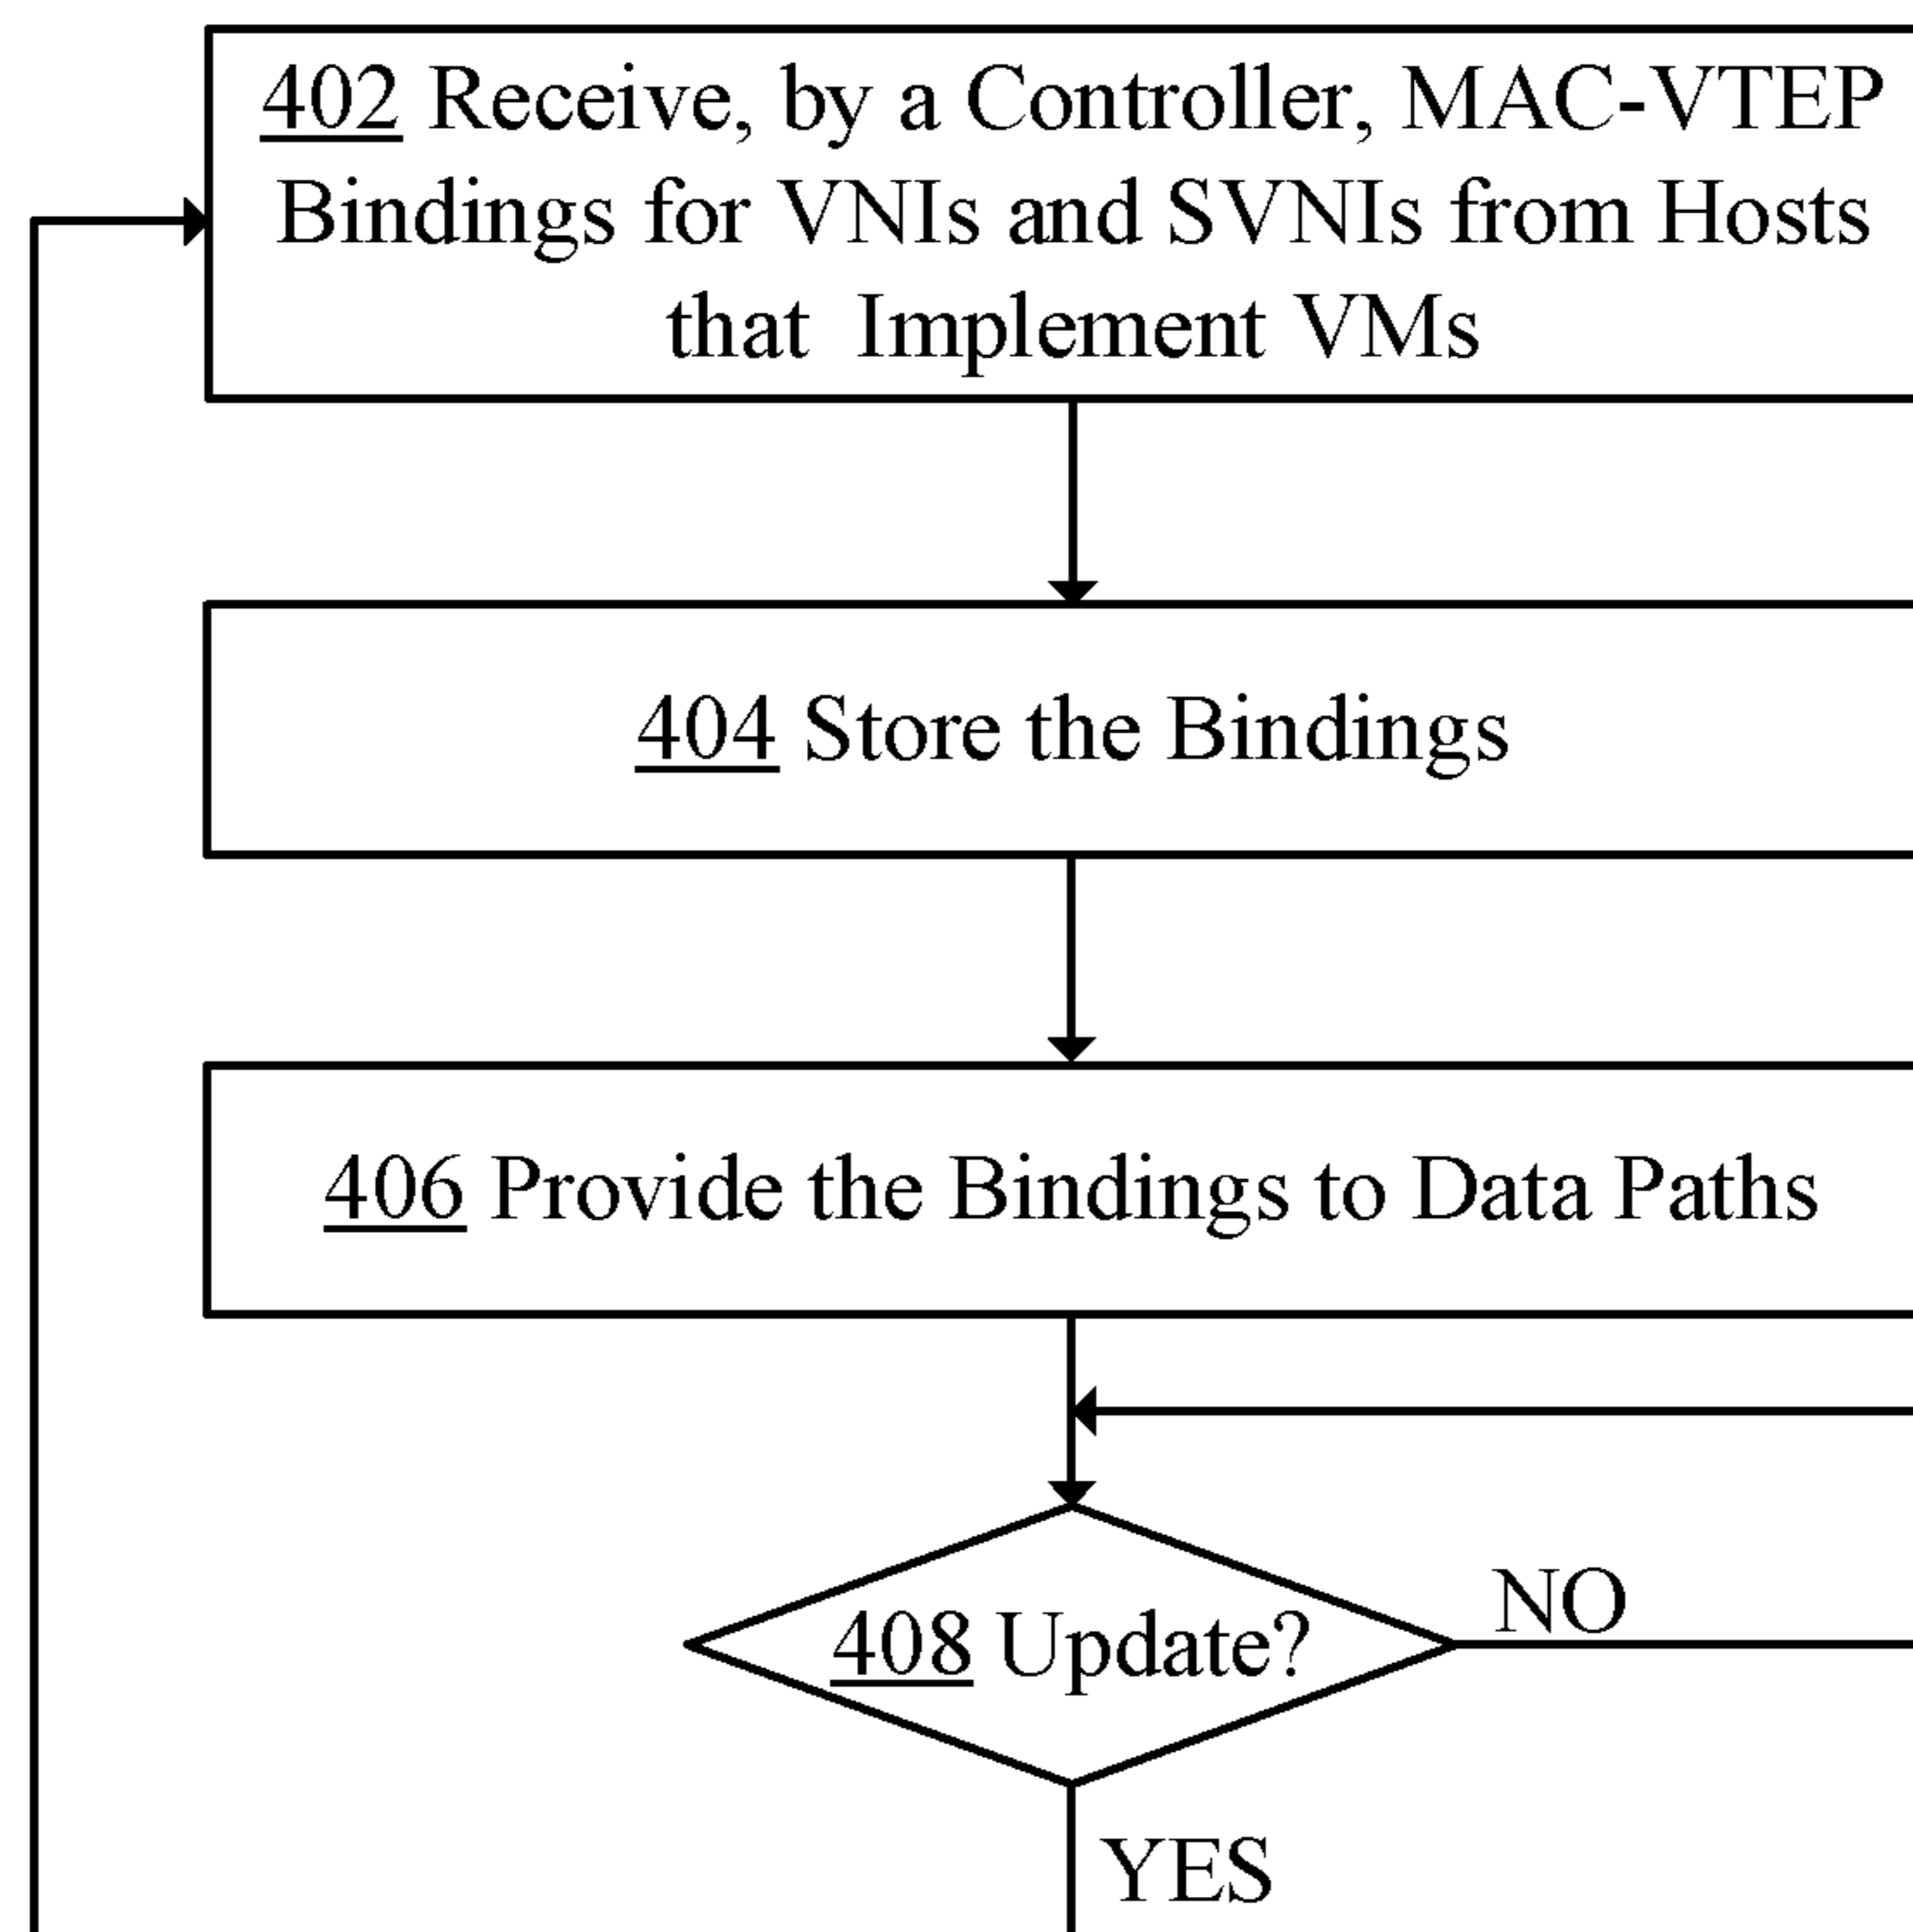 402 Receive, by a Controller, MAC-VTEP
Bindings for VNIs and SVNIs from Hosts
that Implement VMs
404 Store the Bindings
406 Provide the Bindings to Data Paths
408 Update?
NO
YES